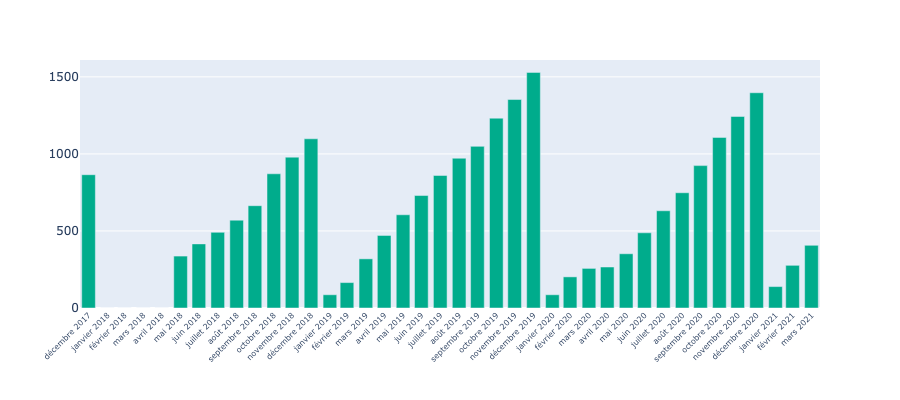 1500
1000
500
0
décembre 2017
janvier 2018
février 2018
mars 2018
avril 2018
mai 2018
juin 2018
juillet 2018
août 2018
septembre 2018
octobre 2018
novembre 2018
décembre 2018
janvier 2019
février 2019
mars 2019
avril 2019
mai 2019
juin 2019
juillet 2019
août 2019
septembre 2019
octobre 2019
novembre 2019
décembre 2019
janvier 2020
février 2020
mars 2020
avril 2020
mai 2020
juin 2020
juillet 2020
août 2020
septembre 2020
octobre 2020
novembre 2020
décembre 2020
janvier 2021
février 2021
mars 2021